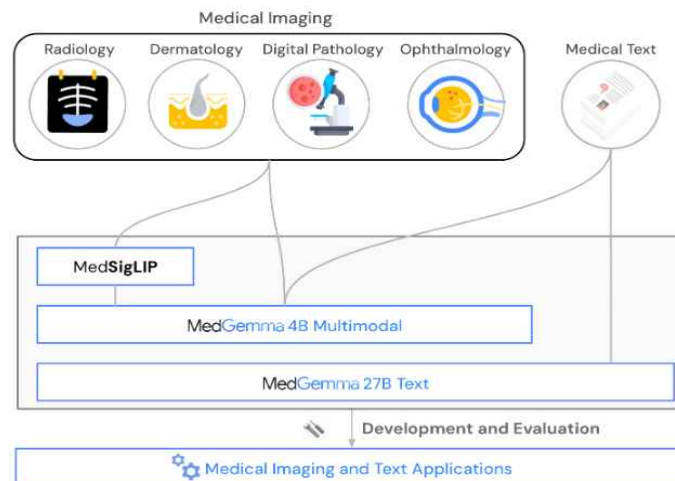 Medical Imaging
Radiology Dermatology Digital Pathology Ophthalmology Medical Text
MedSigLIP
MedGemma 4B Multimodal
MedGemma 27B Text
Development and Evaluation
Medical Imaging and Text Applications